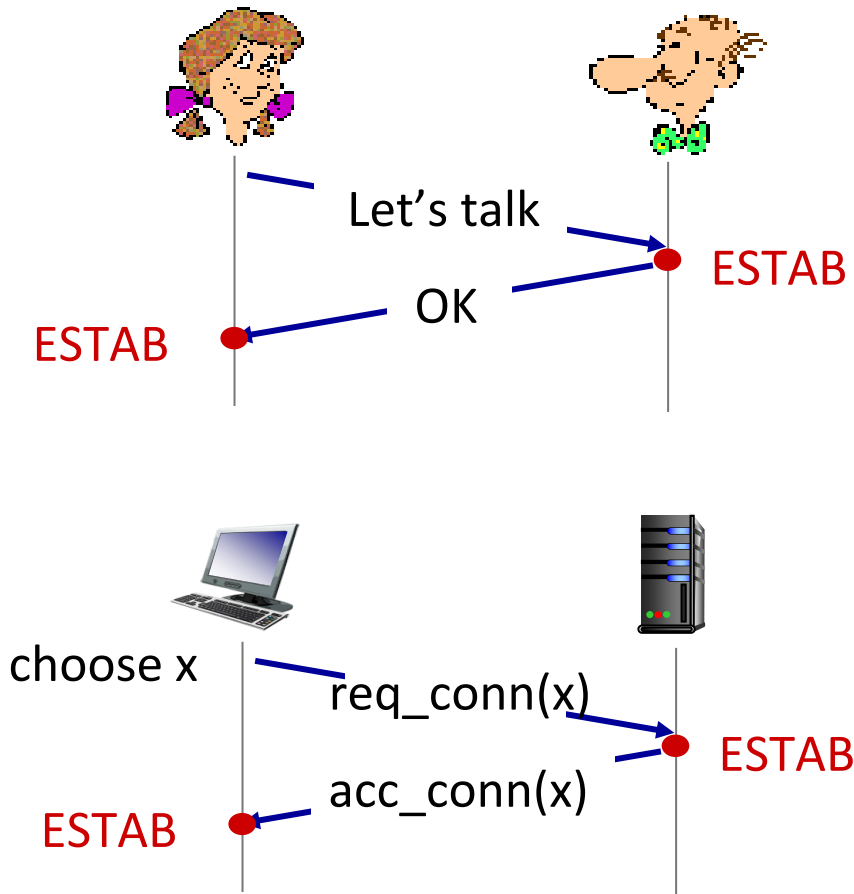 Let's talk
ESTAB
OK
ESTAB
choose x
req_conn(x)
ESTAB
acc_conn(x)
ESTAB